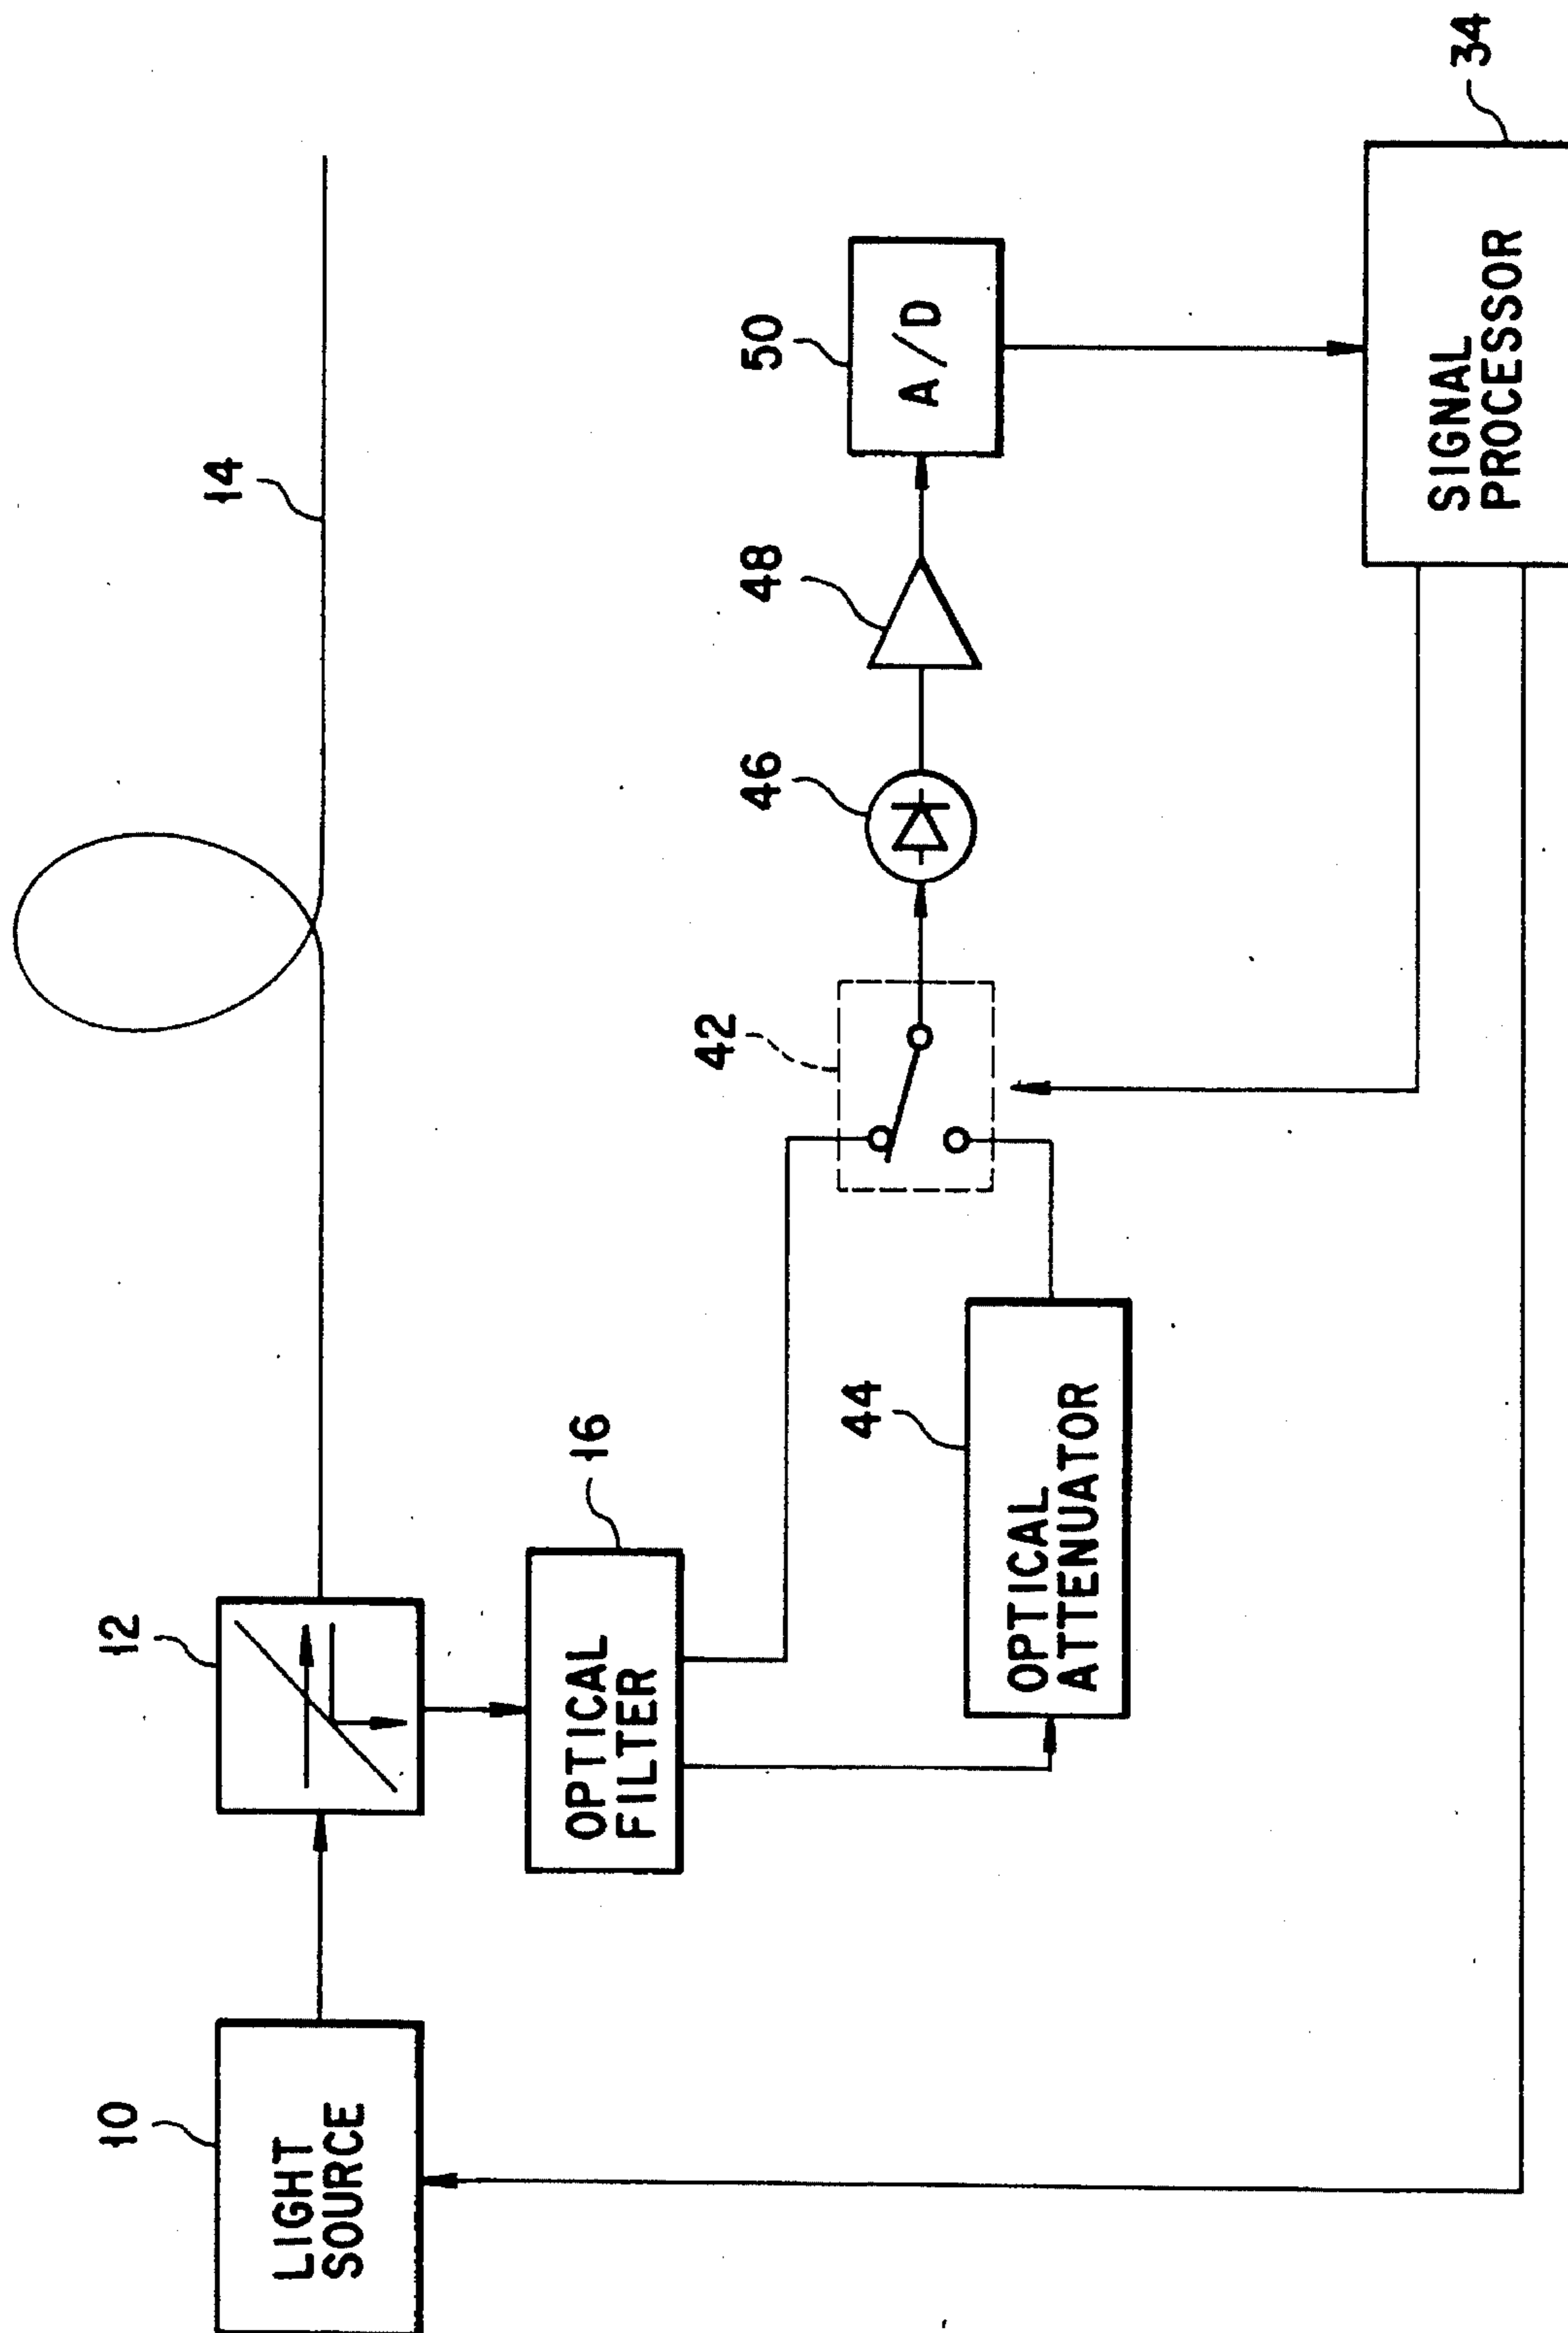 10
LIGHT
SOURCE
12
14
16
OPTICAL
FILTER
42
46
48
50
A/D
44
OPTICAL
ATTENUATOR
34
SIGNAL
PROCESSOR